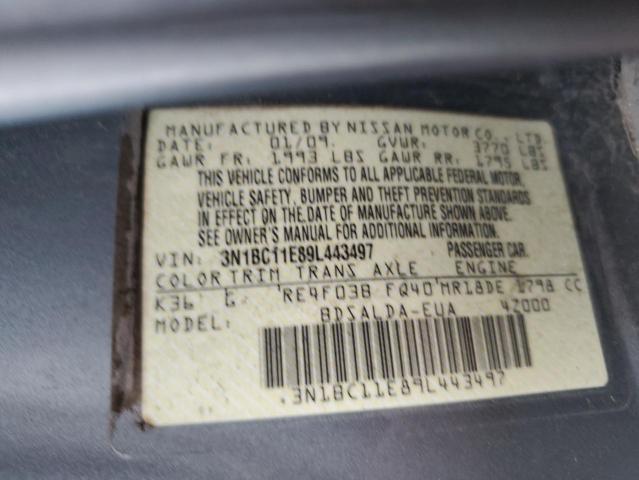 MANUFACTURED BY NISSAN MOTOR CO., LTD.
DATE: 01/09. GVWR: 3770 LBS
GAWR FR: 1993 LBS GAWR RR: 1795 LBS
THIS VEHICLE CONFORMS TO ALL APPLICABLE FEDERAL MOTOR
VEHICLE SAFETY, BUMPER AND THEFT PREVENTION STANDARDS
IN EFFECT ON THE DATE OF MANUFACTURE SHOWN ABOVE.
SEE OWNER'S MANUAL FOR ADDITIONAL INFORMATION.
VIN: 3N1BC11E89L443497 PASSENGER CAR.
COLOR TRIM TRANS AXLE ENGINE
K36 G RE4F03B FQ40 MR18DE 1798 CC
MODEL: BDSALDA-EUA 4Z000
3N1BC11E89L443497